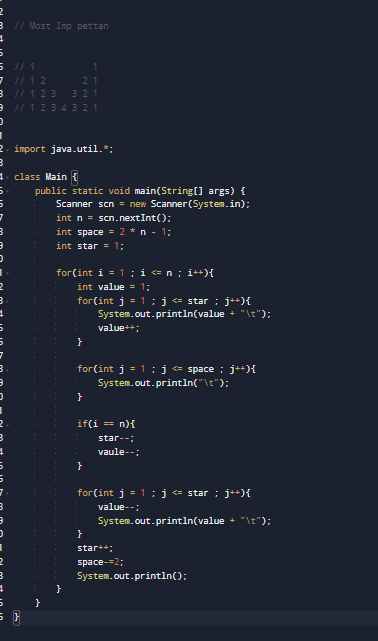 // Most Imp pettan
// 1 1
// 1 2 2 1
// 1 2 3 3 2 1
// 1 2 3 4 3 2 1
import java.util.*;
class Main {
public static void main(String[] args) {
Scanner scn = new Scanner(System.in);
int n = scn.nextInt();
int space = 2 * n - 1;
int star = 1;
for(int i = 1 ; i <= n ; i++){
int value = 1;
for(int j = 1 ; j <= star ; j++){
System.out.println(value + "\t");
value++;
}
for(int j = 1 ; j <= space ; j++){
System.out.println("\t");
}
if(i == n){
star--;
vaule--;
}
for(int j = 1 ; j <= star ; j++){
value--;
System.out.println(value + "\t");
}
star++;
space-=2;
System.out.println();
}
}
}